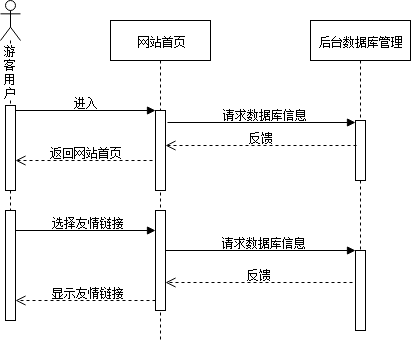 网站首页
后台数据库管理
游客用户
进入
请求数据库信息
反馈
返回网站首页
选择友情链接
请求数据库信息
反馈
显示友情链接